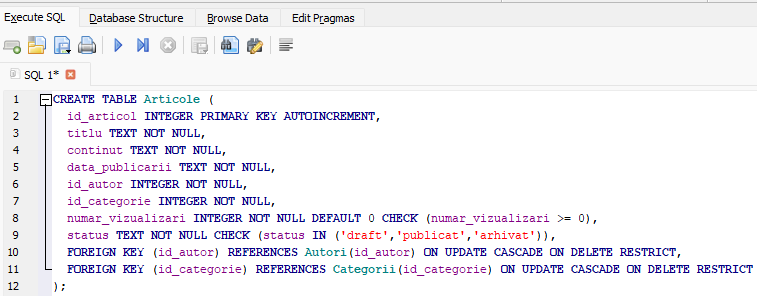 Execute SQL Database Structure Browse Data Edit Pragmas
SQL 1*
1 CREATE TABLE Articole (
2 id_articol INTEGER PRIMARY KEY AUTOINCREMENT,
3 titlu TEXT NOT NULL,
4 continut TEXT NOT NULL,
5 data_publicarii TEXT NOT NULL,
6 id_autor INTEGER NOT NULL,
7 id_categorie INTEGER NOT NULL,
8 numar_vizualizari INTEGER NOT NULL DEFAULT 0 CHECK (numar_vizualizari >= 0),
9 status TEXT NOT NULL CHECK (status IN ('draft','publicat','arhivat')),
10 FOREIGN KEY (id_autor) REFERENCES Autori(id_autor) ON UPDATE CASCADE ON DELETE RESTRICT,
11 FOREIGN KEY (id_categorie) REFERENCES Categorii(id_categorie) ON UPDATE CASCADE ON DELETE RESTRICT
12 );